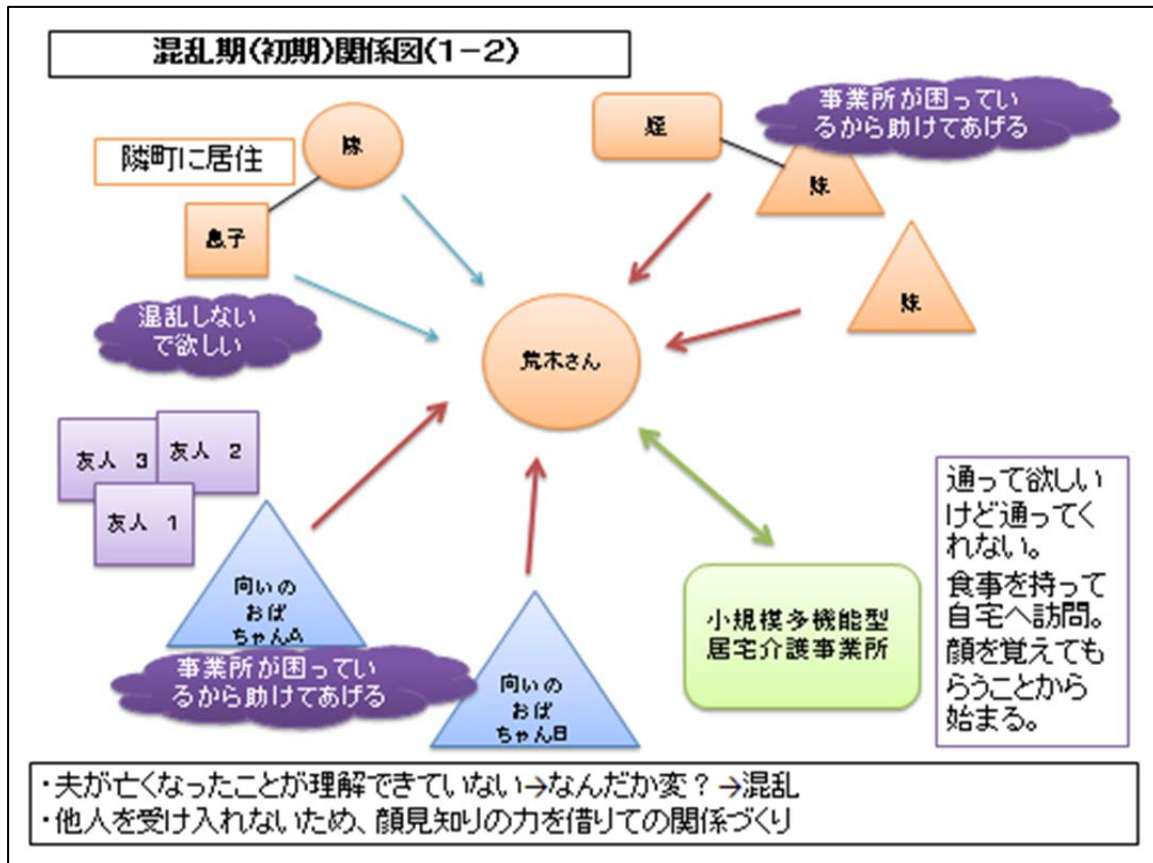 混乱期(初期)関係図(1-2)
隣町に居住
嫁
息子
混乱しない
で欲しい
姪
妹
事業所が困ってい
るから助けてあげる
妹
荒木さん
友人 3
友人 2
友人 1
向いの
おば
ちゃんA
事業所が困ってい
るから助けてあげる
向いの
おば
ちゃんB
小規模多機能型
居宅介護事業所
通って欲しい
けど通ってく
れない。
食事を持って
自宅へ訪問。
顔を覚えても
らうことから
始まる。
・夫が亡くなったことが理解できていない→なんだか変？→混乱
・他人を受け入れないため、顔見知りの力を借りての関係づくり